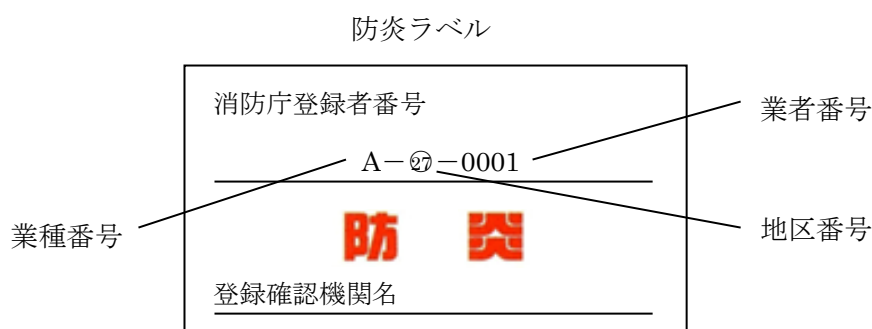 防炎ラベル
消防庁登録者番号
業者番号
A－㉗－0001
業種番号
防 炎
地区番号
登録確認機関名